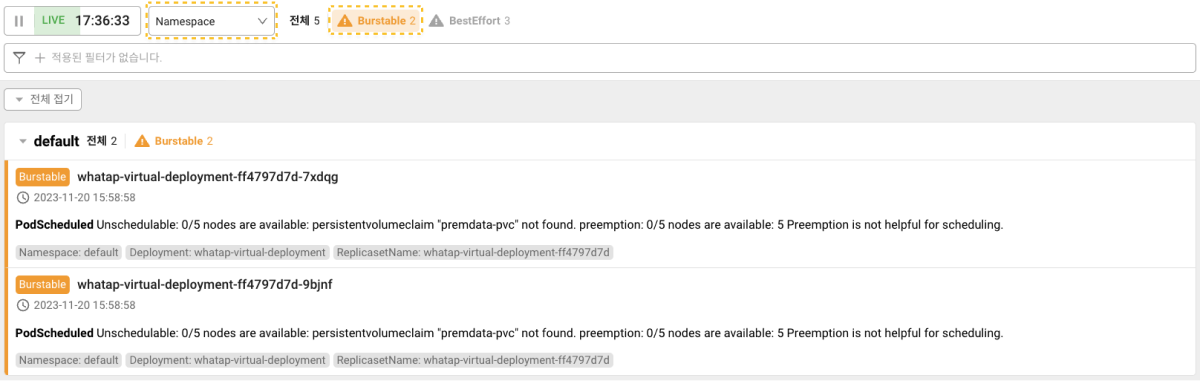 LIVE 17:36:33 Namespace 전체 5 Burstable 2 BestEffort 3
적용된 필터가 없습니다.
전체 접기
default 전체 2 Burstable 2
Burstable whatap-virtual-deployment-ff4797d7d-7xdqg
2023-11-20 15:58:58
PodScheduled Unschedulable: 0/5 nodes are available: persistentvolumeclaim "premdata-pvc" not found. preemption: 0/5 nodes are available: 5 Preemption is not helpful for scheduling.
Namespace: default Deployment: whatap-virtual-deployment ReplicasetName: whatap-virtual-deployment-ff4797d7d
Burstable whatap-virtual-deployment-ff4797d7d-9bjnf
2023-11-20 15:58:58
PodScheduled Unschedulable: 0/5 nodes are available: persistentvolumeclaim "premdata-pvc" not found. preemption: 0/5 nodes are available: 5 Preemption is not helpful for scheduling.
Namespace: default Deployment: whatap-virtual-deployment ReplicasetName: whatap-virtual-deployment-ff4797d7d